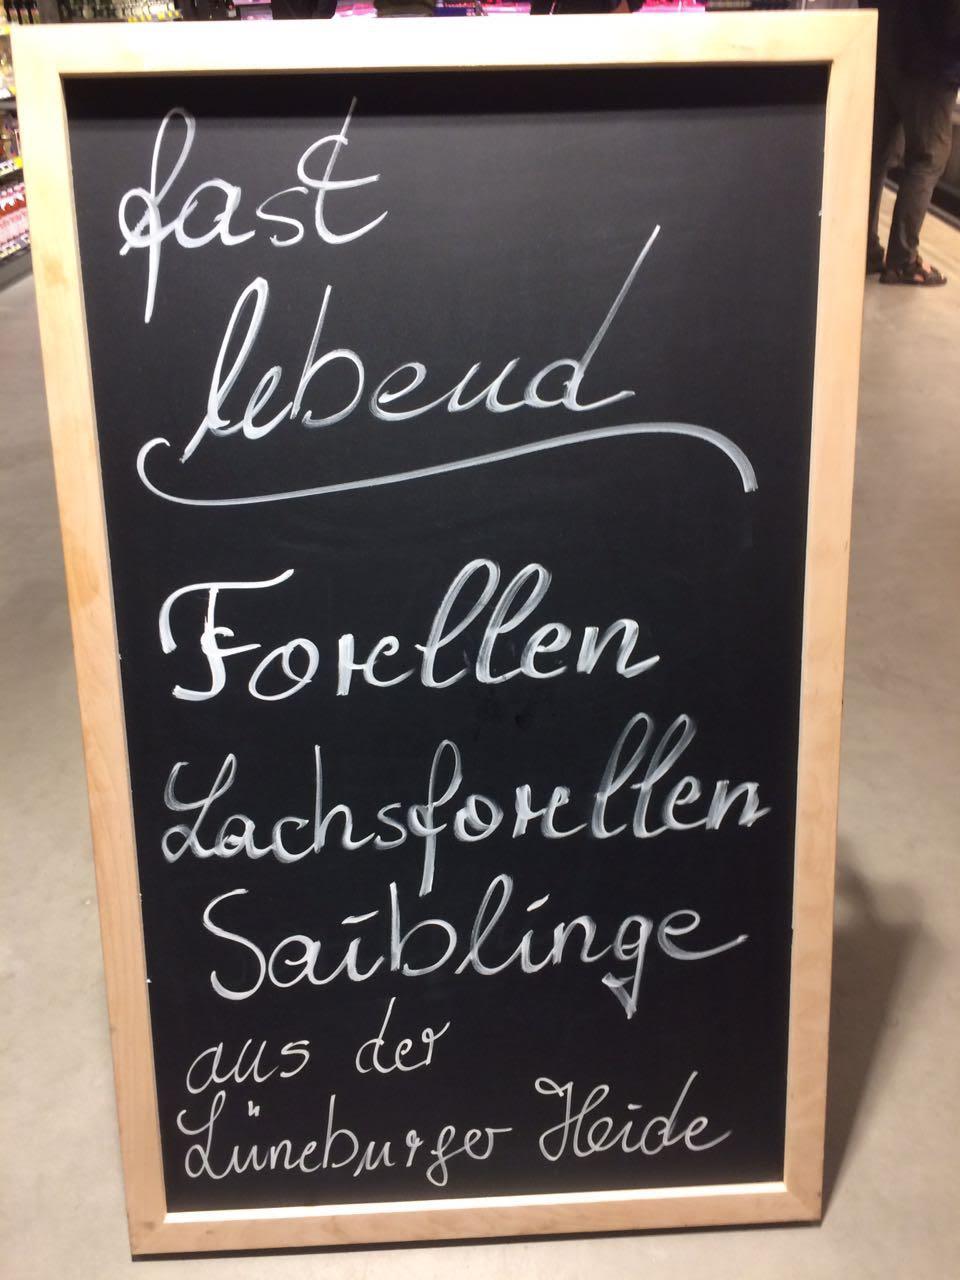 fast
lebend
Forellen
Lachsforellen
Saiblinge
aus der
Lüneburger Heide